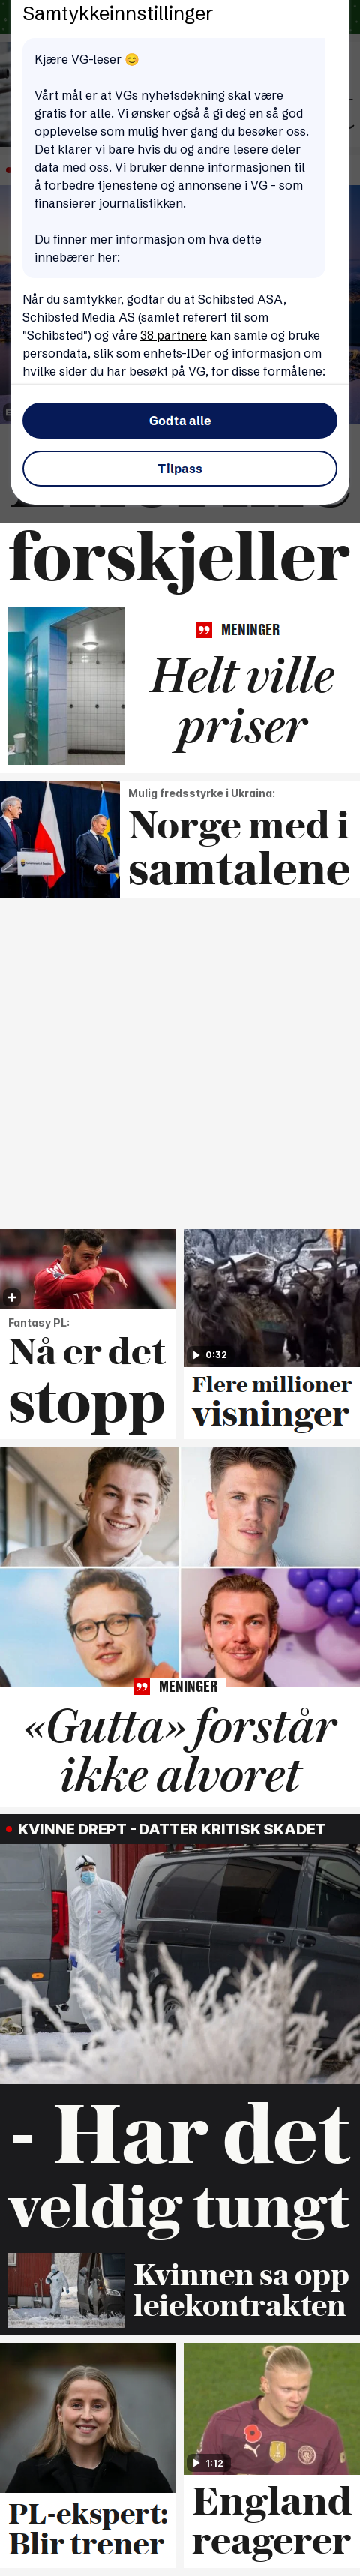 Samtykkeinnstillinger
Kjære VG-leser 😊
Vårt mål er at VGs nyhetsdekning skal være
gratis for alle. Vi ønsker også å gi deg en så god
opplevelse som mulig hver gang du besøker oss.
Det klarer vi bare hvis du og andre lesere deler
data med oss. Vi bruker denne informasjonen til
å forbedre tjenestene og annonsene i VG - som
finansierer journalistikken.
Du finner mer informasjon om hva dette
innebærer her:
Når du samtykker, godtar du at Schibsted ASA,
Schibsted Media AS (samlet referert til som
"Schibsted") og våre 38 partnere kan samle og bruke
persondata, slik som enhets-IDer og informasjon om
hvilke sider du har besøkt på VG, for disse formålene:
Godta alle
Tilpass
forskjeller
MENINGER
Helt ville
priser
Mulig fredsstyrke i Ukraina:
Norge med i
samtalene
Fantasy PL:
Nå er det
stopp
0:32
Flere millioner
visninger
MENINGER
«Gutta» forstår
ikke alvoret
KVINNE DREPT - DATTER KRITISK SKADET
- Har det
veldig tungt
Kvinnen sa opp
leiekontrakten
1:12
PL-ekspert:
Blir trener
England
reagerer